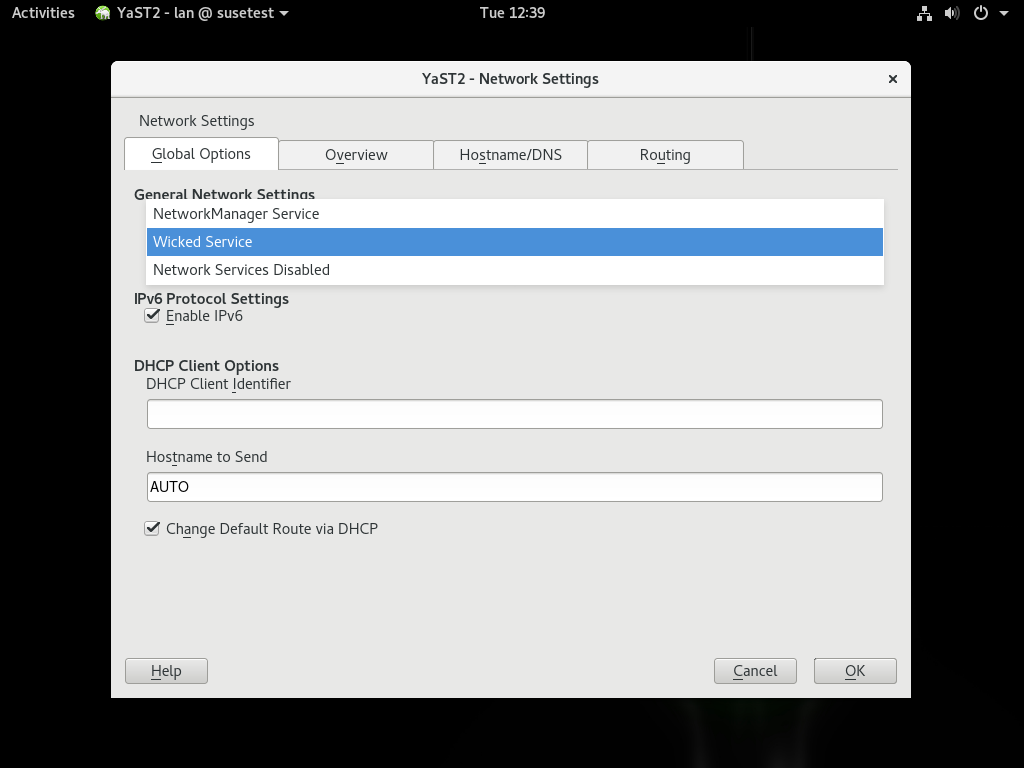 Activities YaST2 - lan @ susetest Tue 12:39
YaST2 - Network Settings
Network Settings
Global Options Overview Hostname/DNS Routing
General Network Settings
NetworkManager Service
Wicked Service
Network Services Disabled
IPv6 Protocol Settings
Enable IPv6
DHCP Client Options
DHCP Client Identifier
Hostname to Send
AUTO
Change Default Route via DHCP
Help Cancel OK